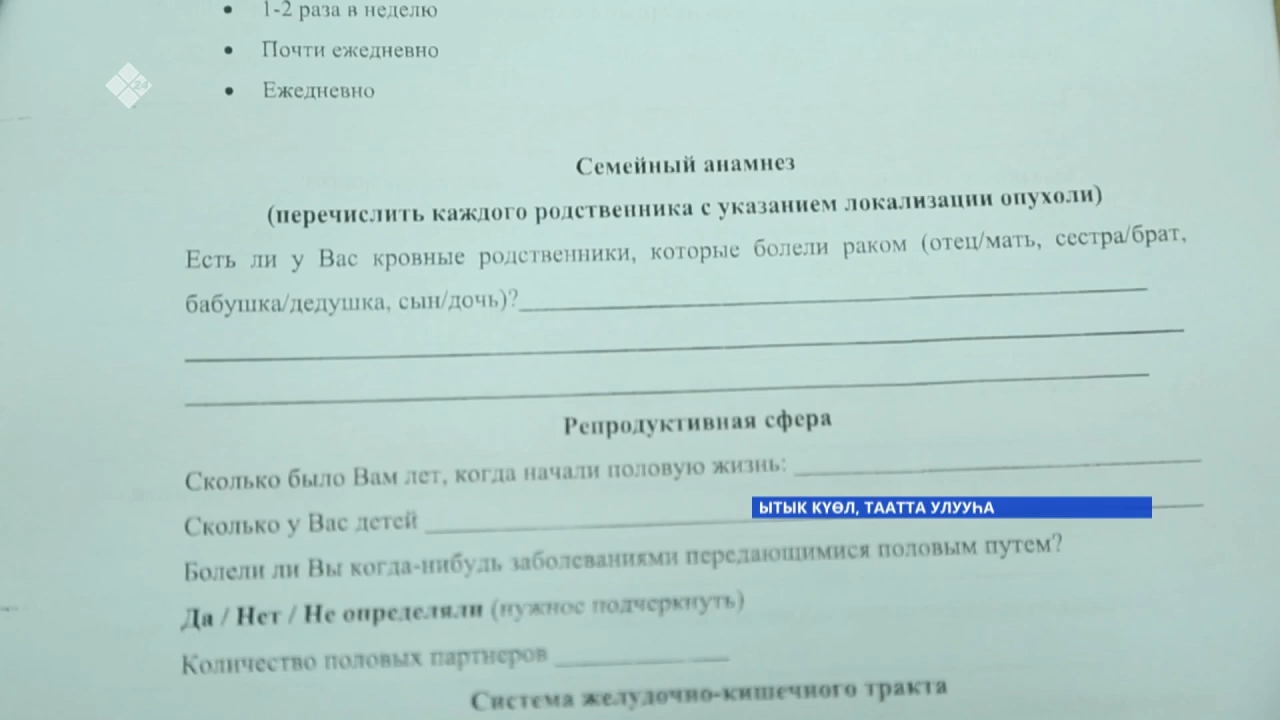 1-2 раза в неделю
Почти ежедневно
24
Ежедневно
Семейный анамнез
(перечислить каждого родственника с указанием локализации опухоли)
Есть ли у Вас кровные родственники, которые болели раком (отец/мать, сестра/брат,
бабушка/дедушка, сын/дочь)?
Репродуктивная сфера
Сколько было Вам лет, когда начали половую жизнь:
Сколько у Вас детей
ЫТЫК КҮӨЛ, ТААТТА УЛУУҺА
Болели ли Вы когда-нибудь заболеваниями передающимися половым путем?
Да / Нет / Не определяли (нужное подчеркнуть)
Количество половых партнеров
Система желудочно-кишечного тракта